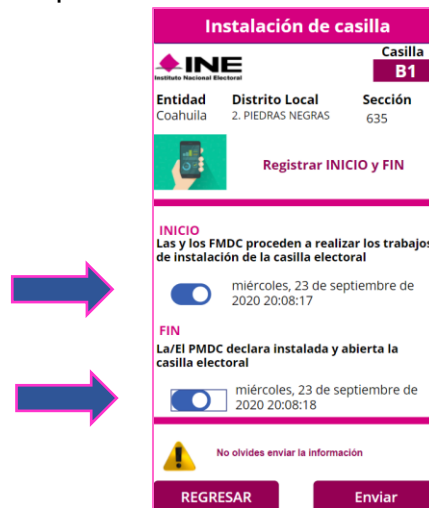 Instalación de casilla
INE
Instituto Nacional Electoral
Casilla
B1
Entidad Distrito Local Sección
Coahuila 2. PIEDRAS NEGRAS 635
Registrar INICIO y FIN
INICIO
Las y los FMDC proceden a realizar los trabajos
de instalación de la casilla electoral
miércoles, 23 de septiembre de
2020 20:08:17
FIN
La/El PMDC declara instalada y abierta la
casilla electoral
miércoles, 23 de septiembre de
2020 20:08:18
No olvides enviar la información
REGRESAR Enviar